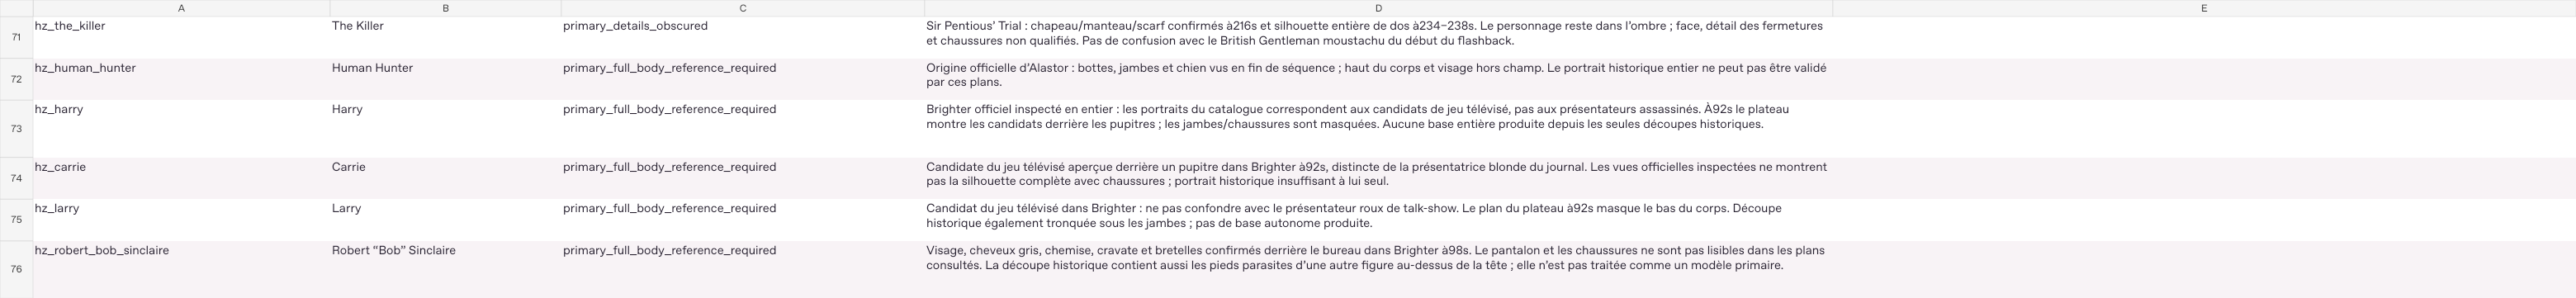 A B C D E
71 hz_the_killer The Killer primary_details_obscured Sir Pentious' Trial : chapeau/manteau/scarf confirmés à216s et silhouette entière de dos à234–238s. Le personnage reste dans l'ombre ; face, détail des fermetures
et chaussures non qualifiés. Pas de confusion avec le British Gentleman moustachu du début du flashback.
72 hz_human_hunter Human Hunter primary_full_body_reference_required Origine officielle d'Alastor : bottes, jambes et chien vus en fin de séquence ; haut du corps et visage hors champ. Le portrait historique entier ne peut pas être validé
par ces plans.
73 hz_harry Harry primary_full_body_reference_required Brighter officiel inspecté en entier : les portraits du catalogue correspondent aux candidats de jeu télévisé, pas aux présentateurs assassinés. À92s le plateau
montre les candidats derrière les pupitres ; les jambes/chaussures sont masquées. Aucune base entière produite depuis les seules découpes historiques.
74 hz_carrie Carrie primary_full_body_reference_required Candidate du jeu télévisé aperçue derrière un pupitre dans Brighter à92s, distincte de la présentatrice blonde du journal. Les vues officielles inspectées ne montrent
pas la silhouette complète avec chaussures ; portrait historique insuffisant à lui seul.
75 hz_larry Larry primary_full_body_reference_required Candidat du jeu télévisé dans Brighter : ne pas confondre avec le présentateur roux de talk-show. Le plan du plateau à92s masque le bas du corps. Découpe
historique également tronquée sous les jambes ; pas de base autonome produite.
76 hz_robert_bob_sinclaire Robert “Bob” Sinclaire primary_full_body_reference_required Visage, cheveux gris, chemise, cravate et bretelles confirmés derrière le bureau dans Brighter à98s. Le pantalon et les chaussures ne sont pas lisibles dans les plans
consultés. La découpe historique contient aussi les pieds parasites d'une autre figure au-dessus de la tête ; elle n'est pas traitée comme un modèle primaire.